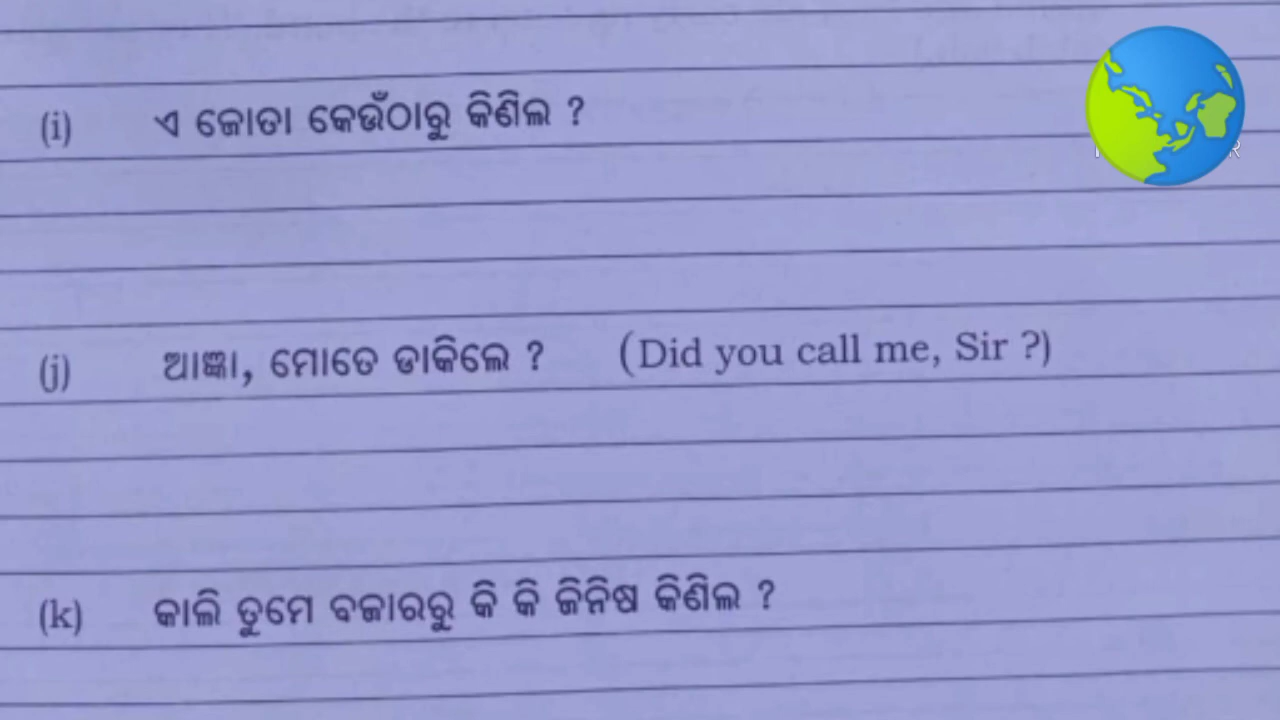 (i) ଏ ଜୋତା କେଉଁଠାରୁ କିଣିଲ ?
(j) ଆଜ୍ଞା, ମୋତେ ଡାକିଲେ ? (Did you call me, Sir ?)
(k) କାଲି ତୁମେ ବଜାରରୁ କି କି ଜିନିଷ କିଣିଲ ?